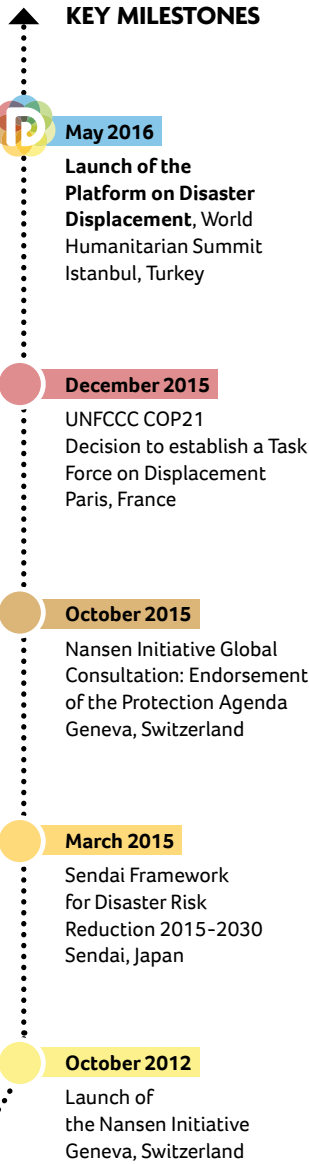 KEY MILESTONES
May 2016
Launch of the
Platform on Disaster
Displacement, World
Humanitarian Summit
Istanbul, Turkey
December 2015
UNFCCC COP21
Decision to establish a Task
Force on Displacement
Paris, France
October 2015
Nansen Initiative Global
Consultation: Endorsement
of the Protection Agenda
Geneva, Switzerland
March 2015
Sendai Framework
for Disaster Risk
Reduction 2015-2030
Sendai, Japan
October 2012
Launch of
the Nansen Initiative
Geneva, Switzerland